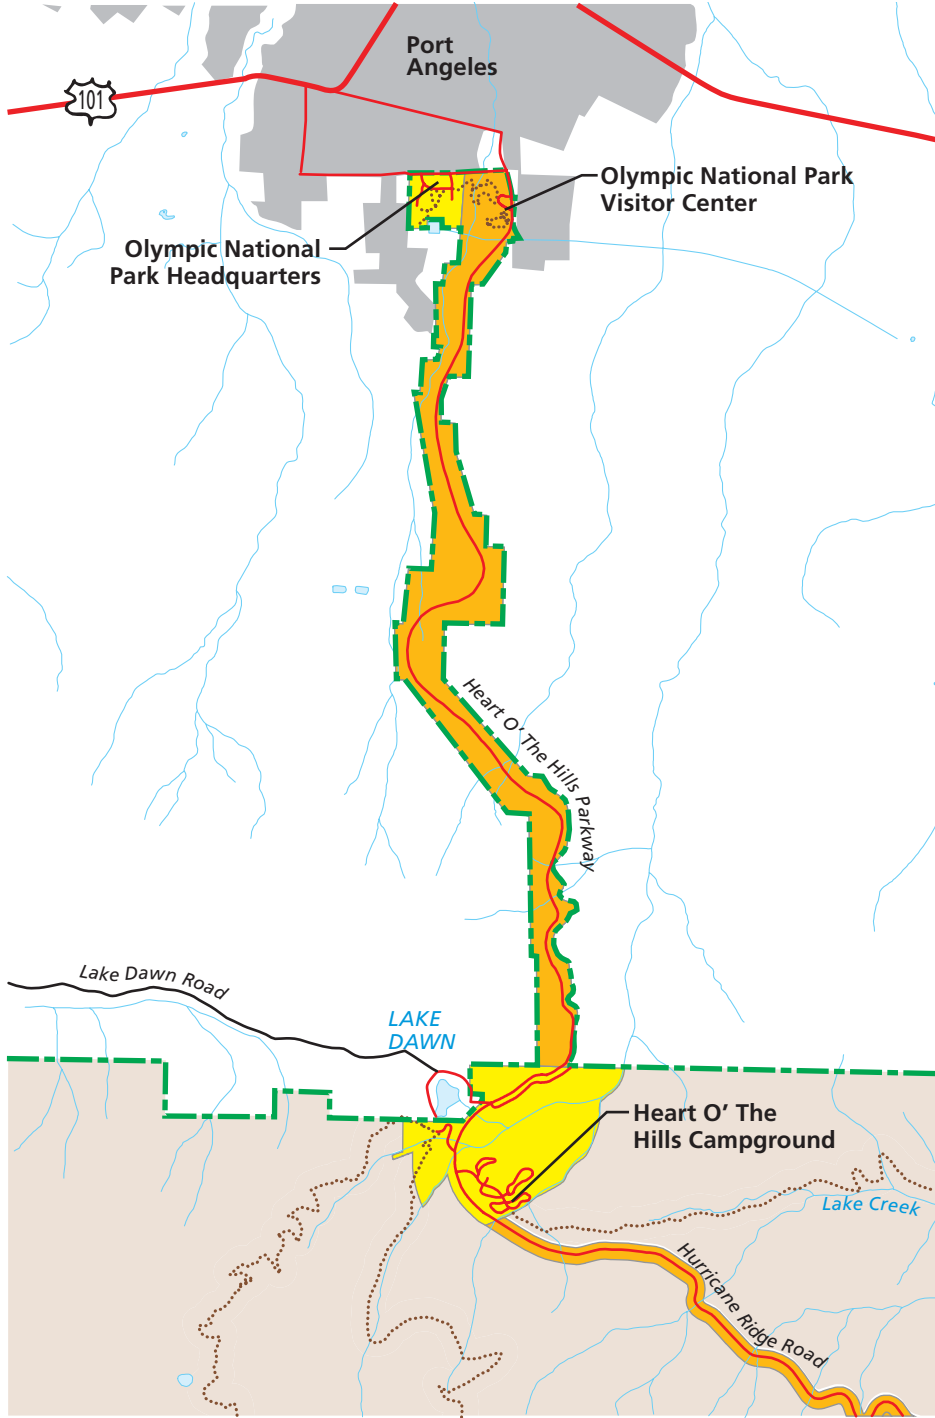 Port
Angeles
101
Olympic National Park
Visitor Center
Olympic National
Park Headquarters
Heart O’ The Hills Parkway
Lake Dawn Road
LAKE
DAWN
Heart O’ The
Hills Campground
Lake Creek
Hurricane Ridge Road